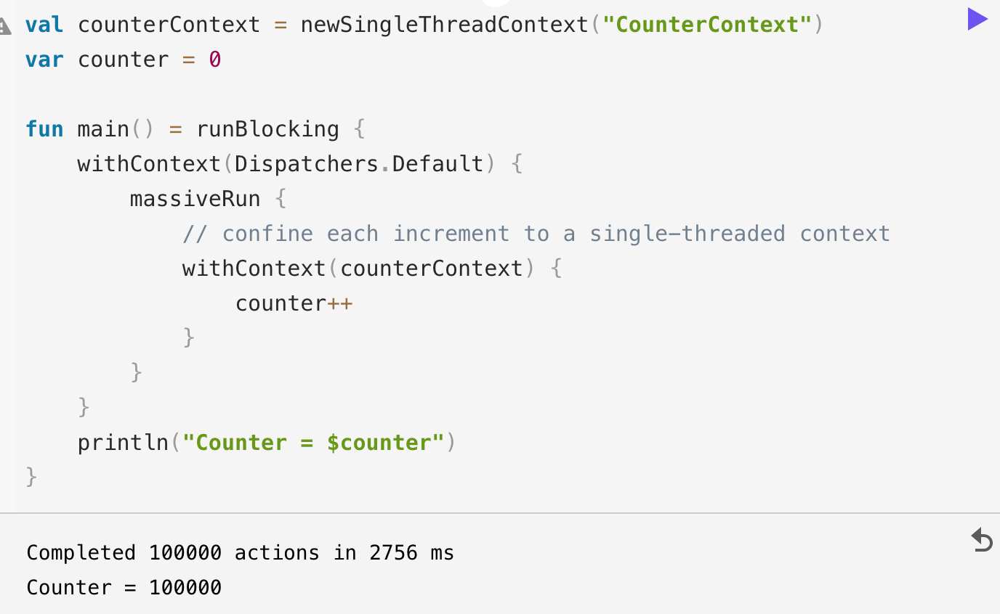 val counterContext = newSingleThreadContext("CounterContext")
var counter = 0
fun main() = runBlocking {
    withContext(Dispatchers.Default) {
        massiveRun {
            // confine each increment to a single-threaded context
            withContext(counterContext) {
                counter++
            }
        }
    }
    println("Counter = $counter")
}
Completed 100000 actions in 2756 ms
Counter = 100000